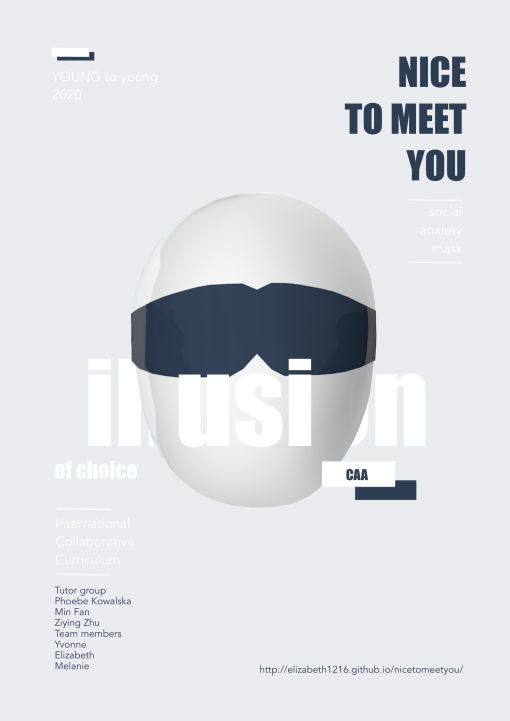 YOUNG to young
2020
NICE
TO MEET
YOU
social
anxiety
mask
illusion
of choice
CAA
International
Collaborative
Curriculum
Tutor group
Phoebe Kowalska
Min Fan
Ziying Zhu
Team members
Yvonne
Elizabeth
Melanie
http://elizabeth1216.github.io/nicetomeetyou/